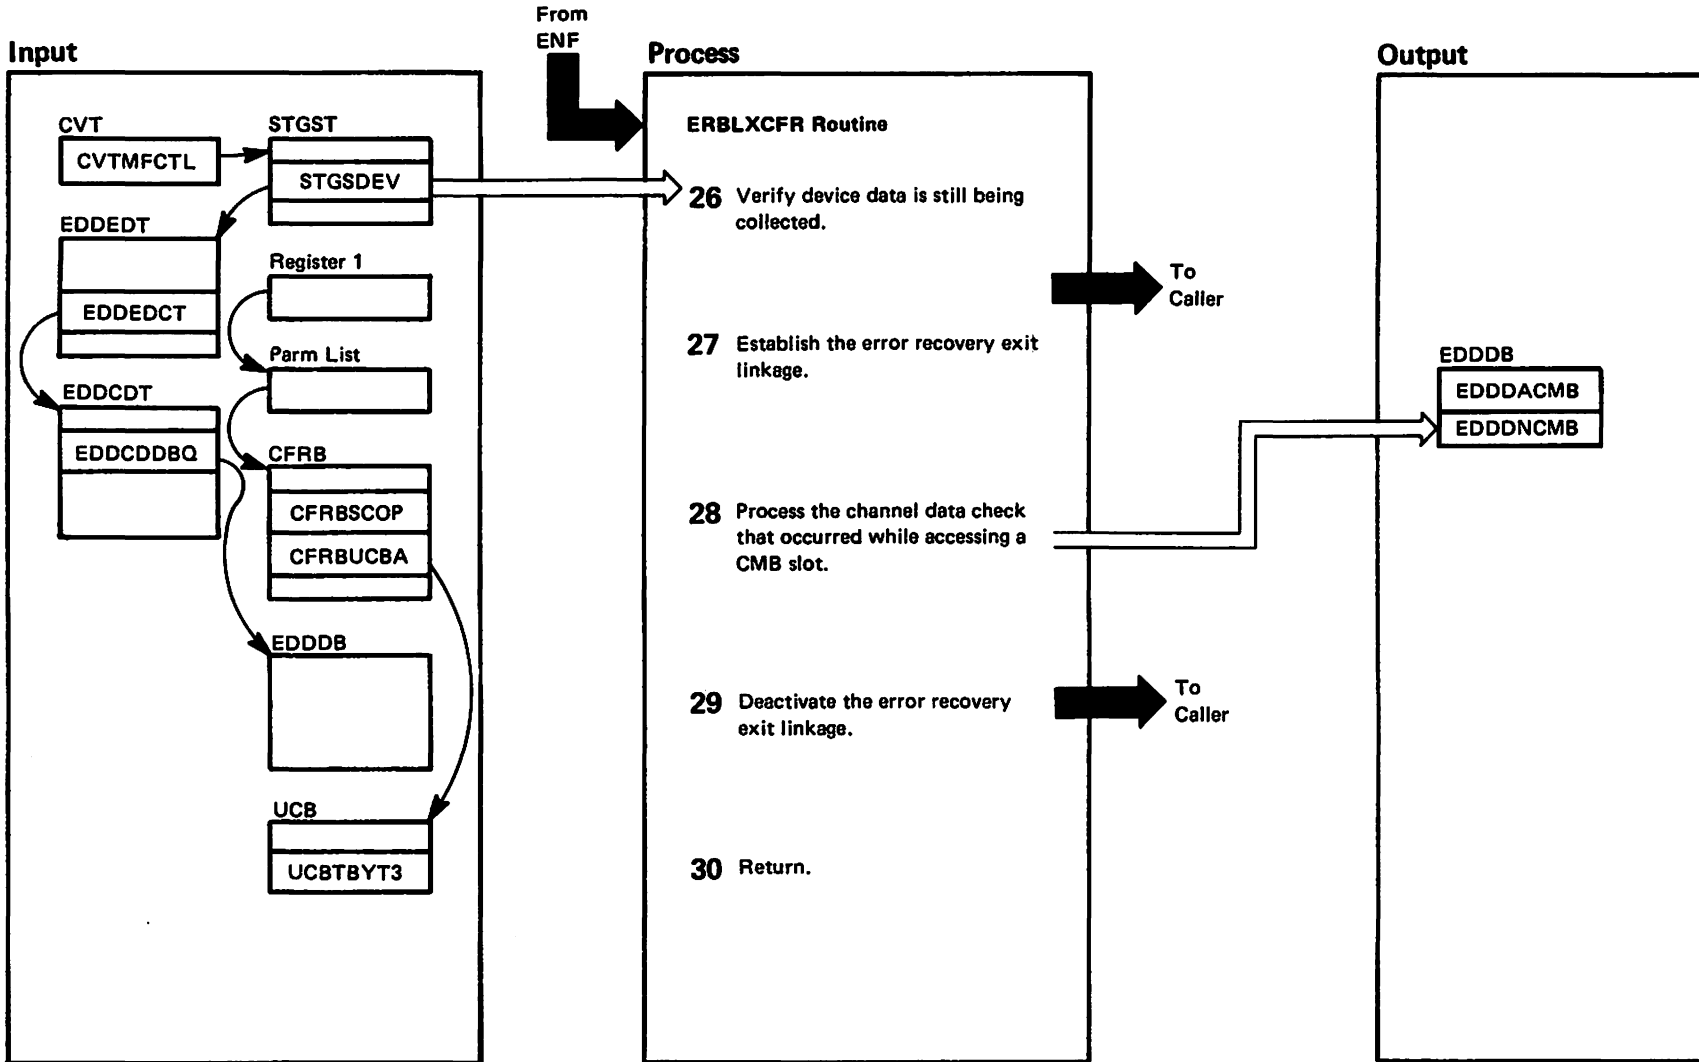 From
ENF
Input
Process
Output
CVT
CVTMFCTL
STGST
STGSDEV
EDDEDT
EDDEDCT
Register 1
Parm List
EDDCDT
EDDCDDBQ
CFRB
CFRBSCOP
CFRBUCBA
EDDDB
UCB
UCBTBYT3
ERBLXCFR Routine
26 Verify device data is still being
collected.
To
Caller
27 Establish the error recovery exit
linkage.
28 Process the channel data check
that occurred while accessing a
CMB slot.
29 Deactivate the error recovery
exit linkage.
To
Caller
30 Return.
EDDDB
EDDDACMB
EDDDNCMB